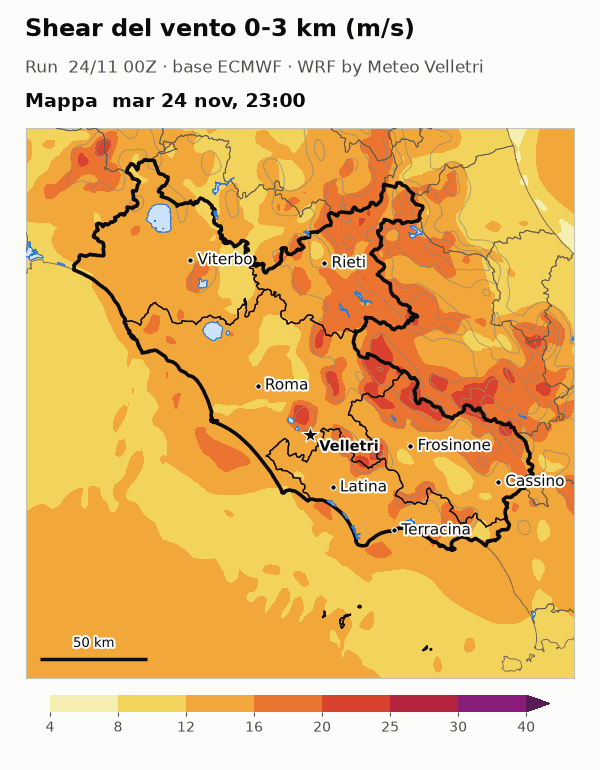 Shear del vento 0-3 km (m/s)
Run  24/11 00Z · base ECMWF · WRF by Meteo Velletri
Mappa  mar 24 nov, 23:00
Viterbo
Rieti
Roma
Velletri
Frosinone
Latina
Cassino
Terracina
50 km
4 8 12 16 20 25 30 40